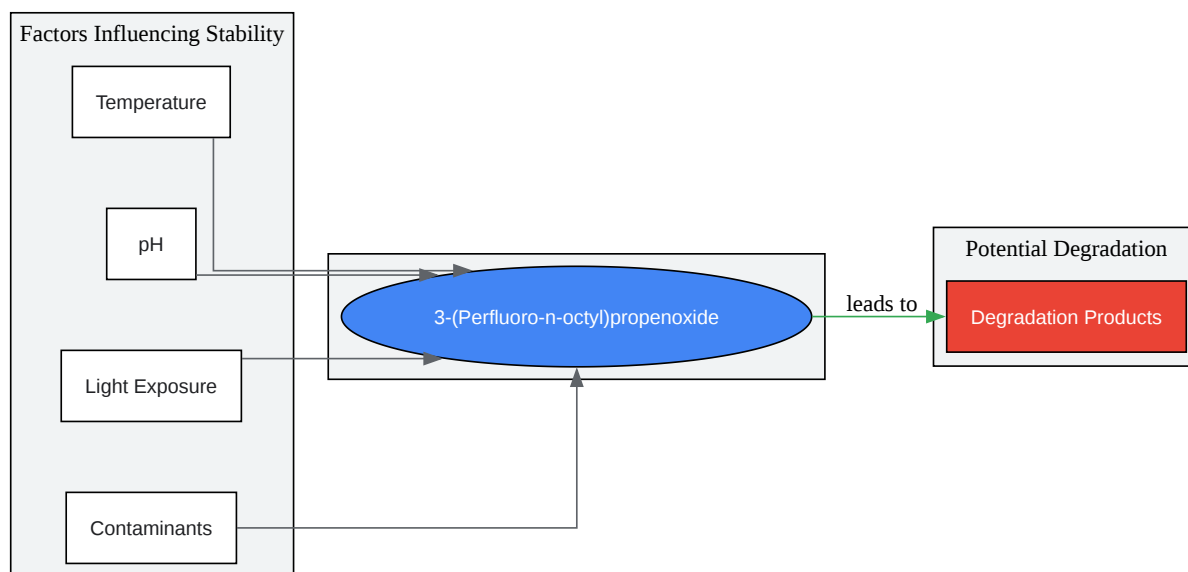 Factors Influencing Stability
Temperature
pH
Light Exposure
Contaminants
3-(Perfluoro-n-octyl)propenoxide
leads to
Potential Degradation
Degradation Products